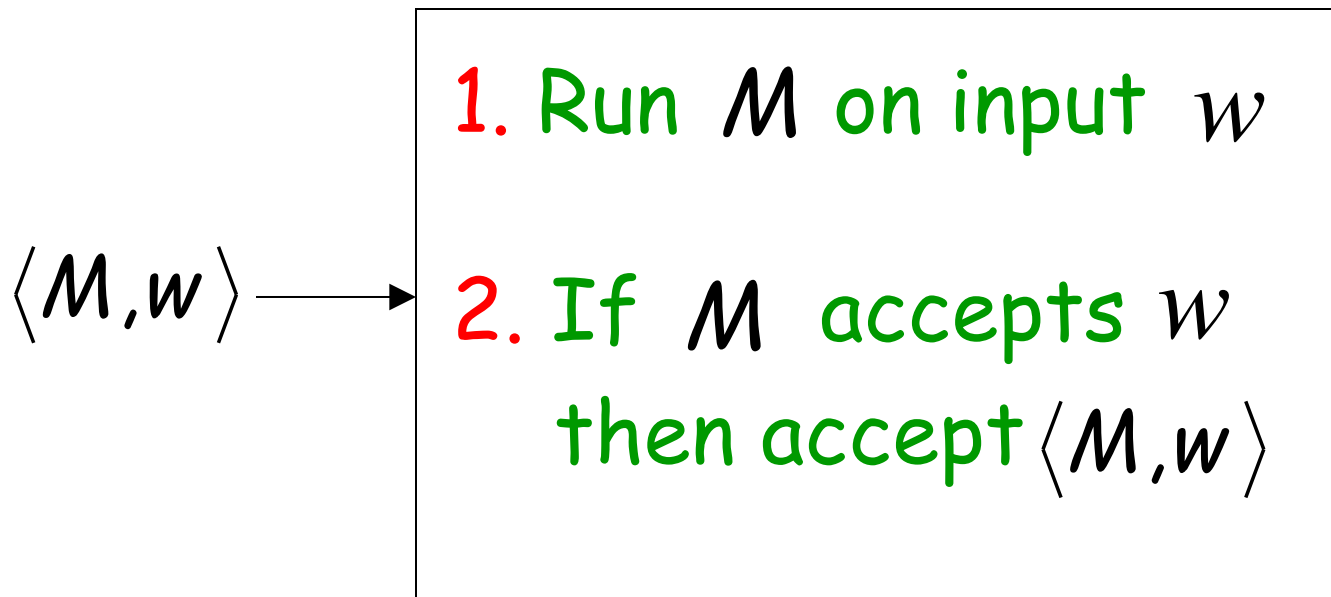 1. Run M on input w
⟨M,w⟩
2. If M accepts w
then accept ⟨M,w⟩